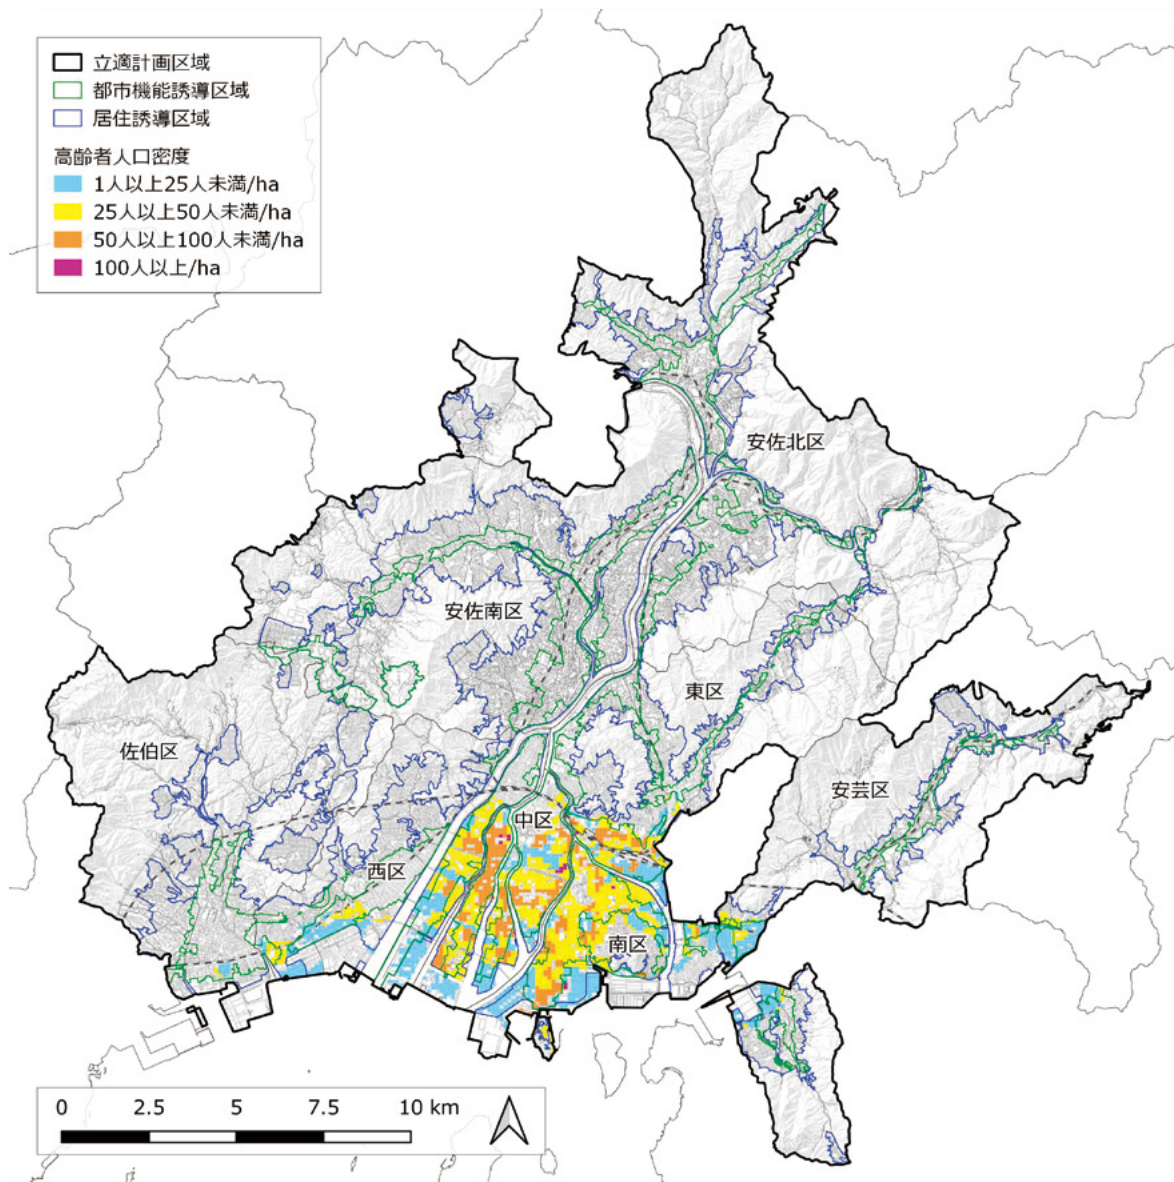 立適計画区域
都市機能誘導区域
居住誘導区域
高齢者人口密度
1人以上25人未満/ha
25人以上50人未満/ha
50人以上100人未満/ha
100人以上/ha
安佐北区
安佐南区
東区
佐伯区
安芸区
中区
西区
南区
0 2.5 5 7.5 10 km